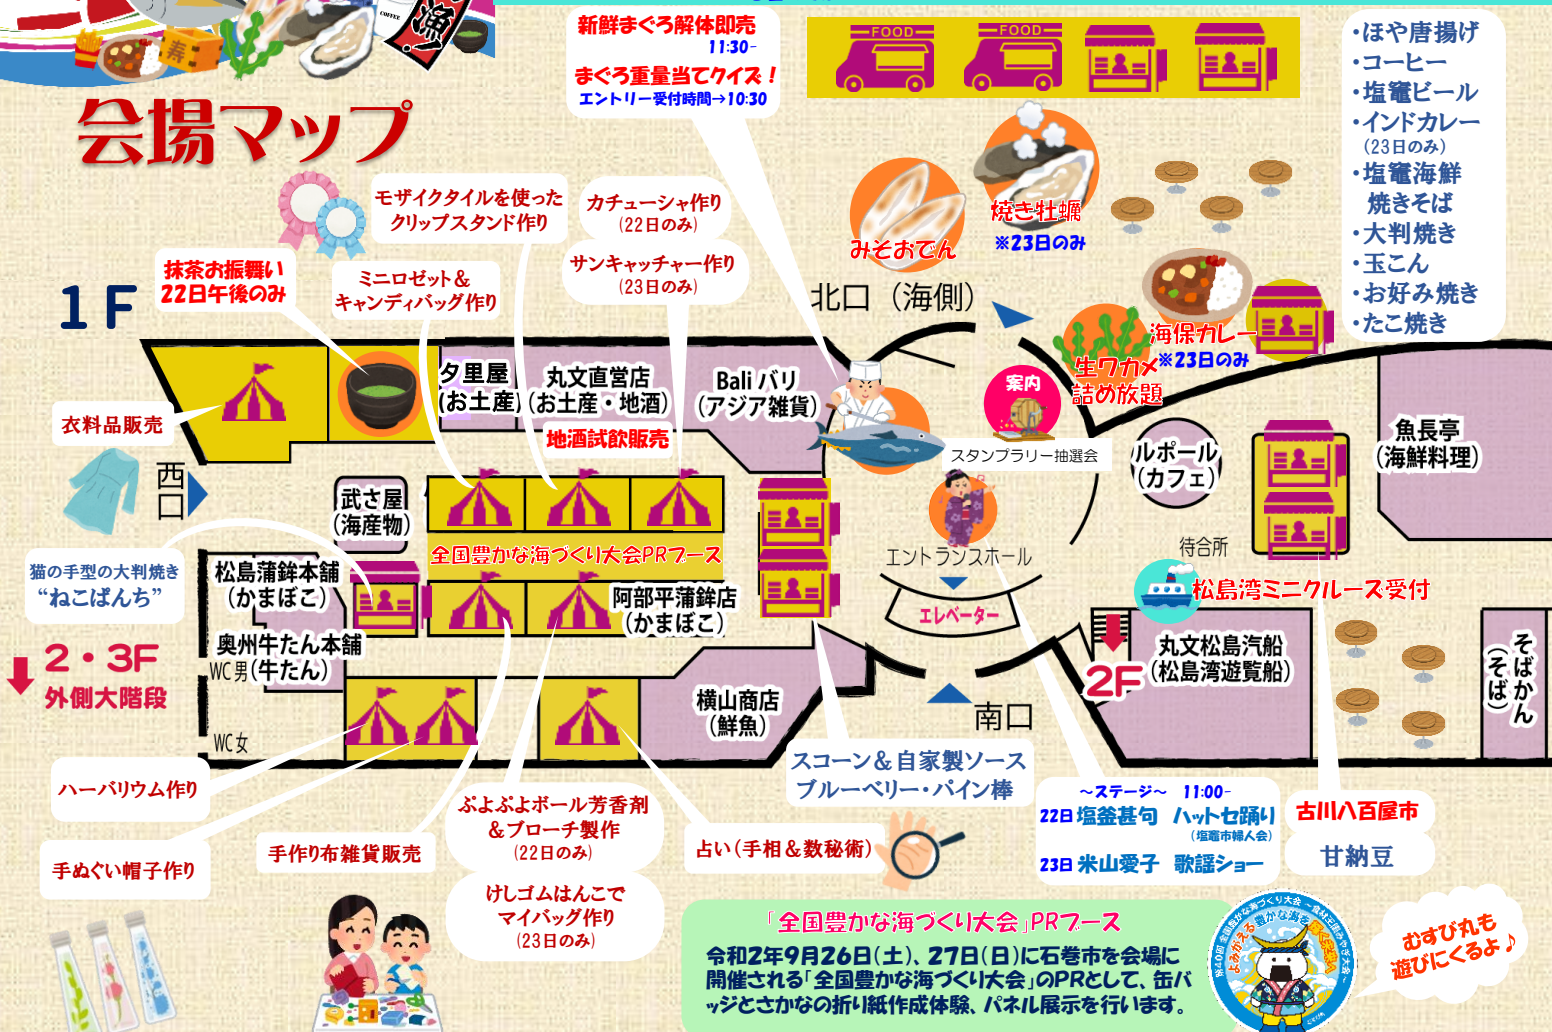 会場マップ
新鮮まぐろ解体即売
11:30-
まぐろ重量当てクイズ!
エントリー受付時間→10:30
FOOD
FOOD
・ほや唐揚げ
・コーヒー
・塩竈ビール
・インドカレー
(23日のみ)
・塩竈海鮮
焼きそば
・大判焼き
・玉こん
・お好み焼き
・たこ焼き
COFFEE
寿
モザイクタイルを使った
クリップスタンド作り
カチューシャ作り
(22日のみ)
サンキャッチャー作り
(23日のみ)
抹茶お振舞い
22日午後のみ
ミニロゼット&
キャンディバッグ作り
みそおでん
焼き牡蠣
※23日のみ
海保カレー
※23日のみ
生ワカメ
詰め放題
1F
北口(海側)
夕里屋
(お土産)
丸文直営店
(お土産・地酒)
地酒試飲販売
Bali バリ
(アジア雑貨)
案内
スタンプラリー抽選会
ルポール
(カフェ)
魚長亭
(海鮮料理)
衣料品販売
西口
武さ屋
(海産物)
全国豊かな海づくり大会PRブース
エントランスホール
エレベーター
待合所
松島湾ミニクルーズ受付
猫の手型の大判焼き
“ねこぱんち”
松島蒲鉾本舗
(かまぼこ)
奥州牛たん本舗
(牛たん)
阿部平蒲鉾店
(かまぼこ)
2・3F
外側大階段
WC男
WC女
横山商店
(鮮魚)
南口
2F
丸文松島汽船
(松島湾遊覧船)
そばかん
(そば)
ハーバリウム作り
手ぬぐい帽子作り
手作り布雑貨販売
ぷよぷよボール芳香剤
&ブローチ製作
(22日のみ)
けしゴムはんこで
マイバッグ作り
(23日のみ)
占い(手相&数秘術)
スコーン&自家製ソース
ブルーベリー・パイン棒
~ステージ~ 11:00-
22日 塩釜甚句 ハットセ踊り
(塩竈市婦人会)
23日 米山愛子 歌謡ショー
古川八百屋市
甘納豆
「全国豊かな海づくり大会」PRブース
令和2年9月26日(土)、27日(日)に石巻市を会場に
開催される「全国豊かな海づくり大会」のPRとして、缶バ
ッジとさかなの折り紙作成体験、パネル展示を行います。
むすび丸も
遊びにくるよ♪